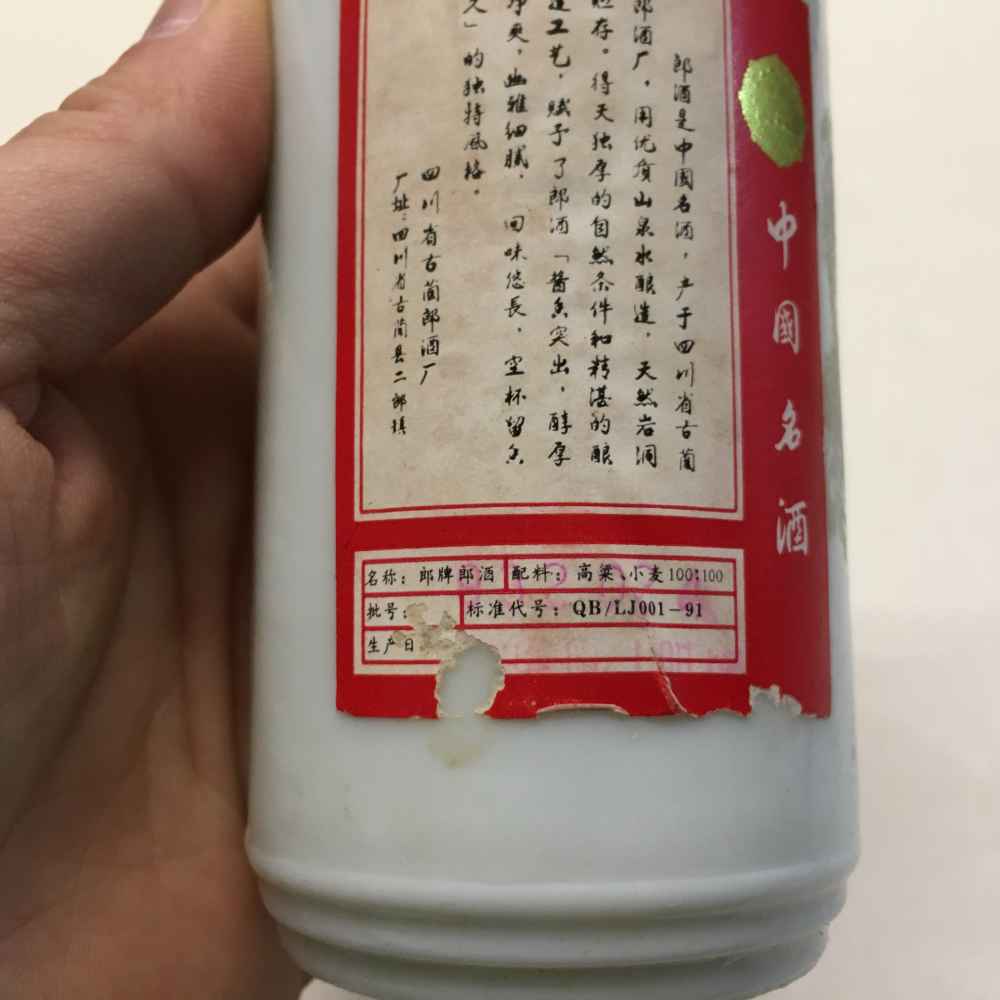 中國名酒
郎酒是中國名酒，产于四川省古蔺
郎酒厂，用优质山泉水酿造，天然岩洞
贮存。得天独厚的自然条件和精湛的酿
造工艺，赋予了郎酒「酱香突出，醇厚
净爽，幽雅细腻，回味悠長，空杯留香
久」的独特风格。
四川省古蔺郎酒厂
厂址：四川省古蔺县二郎镇
名称：郎牌郎酒 配料：高粱、小麦100:100
批号： 标准代号：QB/LJ001-91
生产日